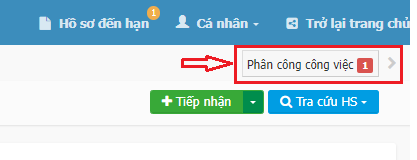 1
Hồ sơ đến hạn Cá nhân Trở lại trang chủ
Phân công công việc 1
Tiếp nhận Tra cứu HS